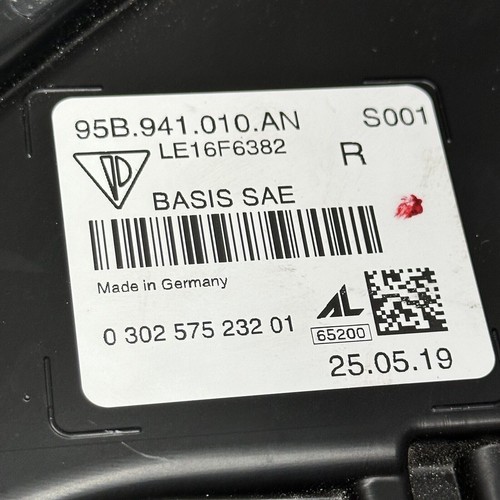 95B.941.010.AN S001
LE16F6382 R
BASIS SAE
Made in Germany
AL
0 302 575 232 01 65200
25.05.19